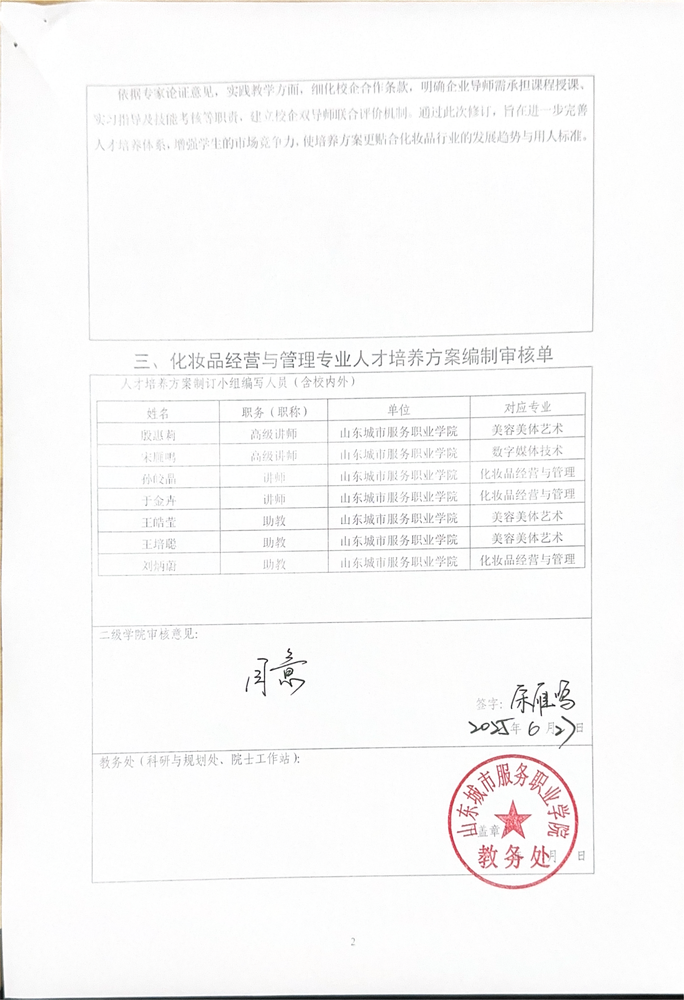 依据专家论证意见，实践教学方面，细化校企合作条款，明确企业导师需承担课程授课、
实习指导及技能考核等职责，建立校企双导师联合评价机制。通过此次修订，旨在进一步完善
人才培养体系，增强学生的市场竞争力，使培养方案更贴合化妆品行业的发展趋势与用人标准。
三、化妆品经营与管理专业人才培养方案编制审核单
人才培养方案制订小组编写人员（含校内外）
姓名 职务（职称） 单位 对应专业
殷惠莉 高级讲师 山东城市服务职业学院 美容美体艺术
宋雁鸣 高级讲师 山东城市服务职业学院 数字媒体技术
孙皎晶 讲师 山东城市服务职业学院 化妆品经营与管理
于金卉 讲师 山东城市服务职业学院 化妆品经营与管理
王皓莹 助教 山东城市服务职业学院 美容美体艺术
王培聪 助教 山东城市服务职业学院 美容美体艺术
刘炳蔚 助教 山东城市服务职业学院 化妆品经营与管理
二级学院审核意见：
同意
签字：宋雁鸣
2025年6月27日
教务处（科研与规划处、院士工作站）：
山东城市服务职业学院
盖章
教务处
年 月 日
2